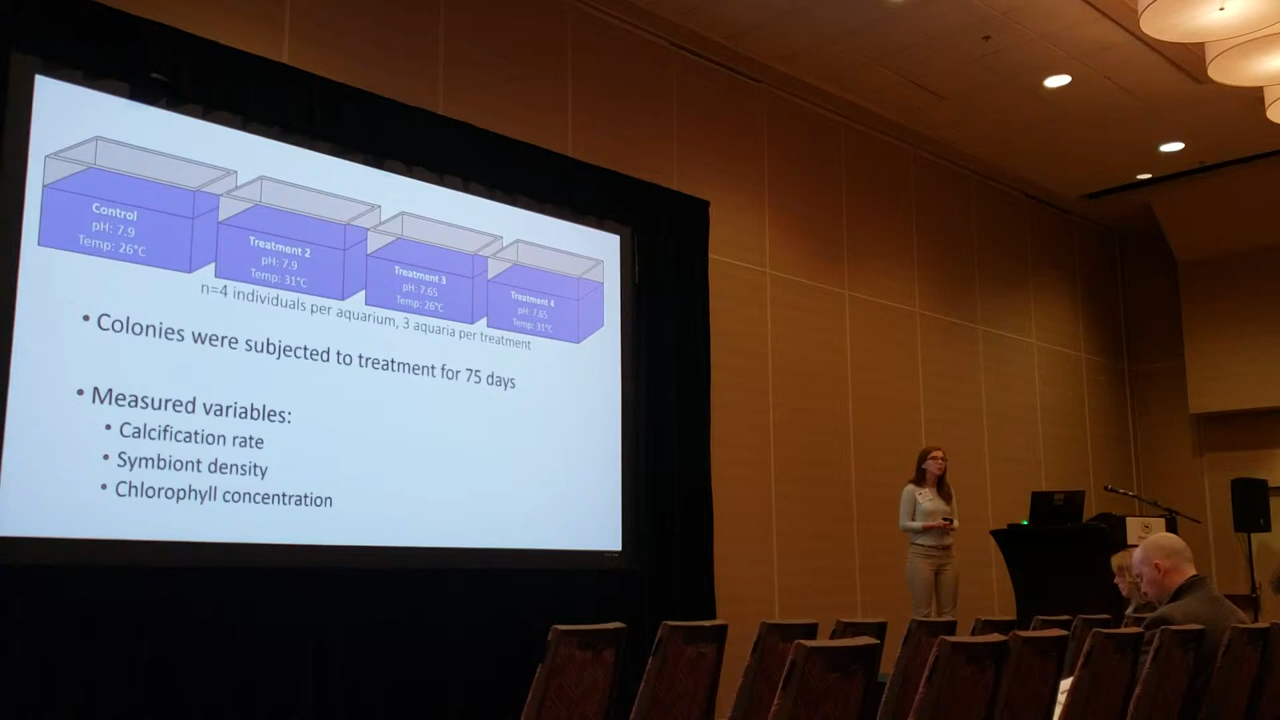 Control
pH: 7.9
Temp: 26°C
Treatment 2
pH: 7.9
Temp: 31°C
Treatment 3
pH: 7.65
Temp: 26°C
Treatment 4
pH: 7.65
Temp: 31°C
n=4 individuals per aquarium, 3 aquaria per treatment
• Colonies were subjected to treatment for 75 days
• Measured variables:
• Calcification rate
• Symbiont density
• Chlorophyll concentration